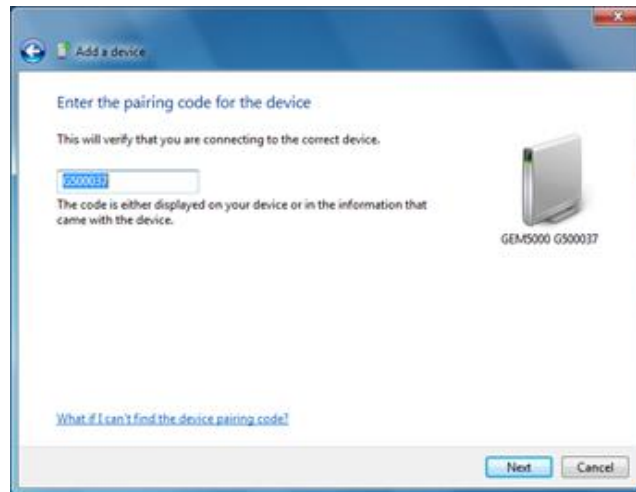 Add a device
Enter the pairing code for the device
This will verify that you are connecting to the correct device.
G500037
The code is either displayed on your device or in the information that
came with the device.
GEM5000 G500037
What if I can't find the device pairing code?
Next
Cancel